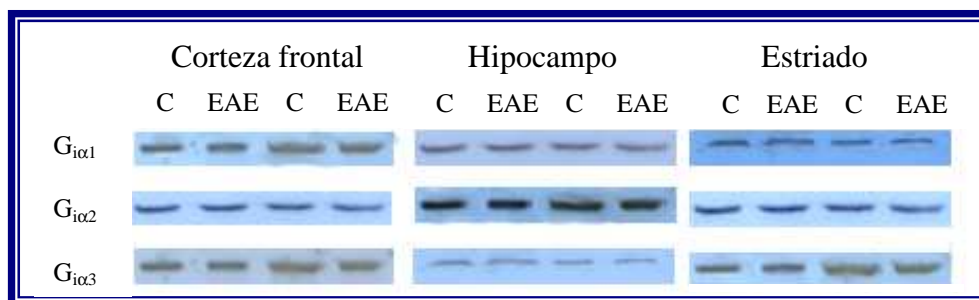 Corteza frontal Hipocampo Estriado
C EAE C EAE C EAE C EAE C EAE C EAE
Giα1
Giα2
Giα3